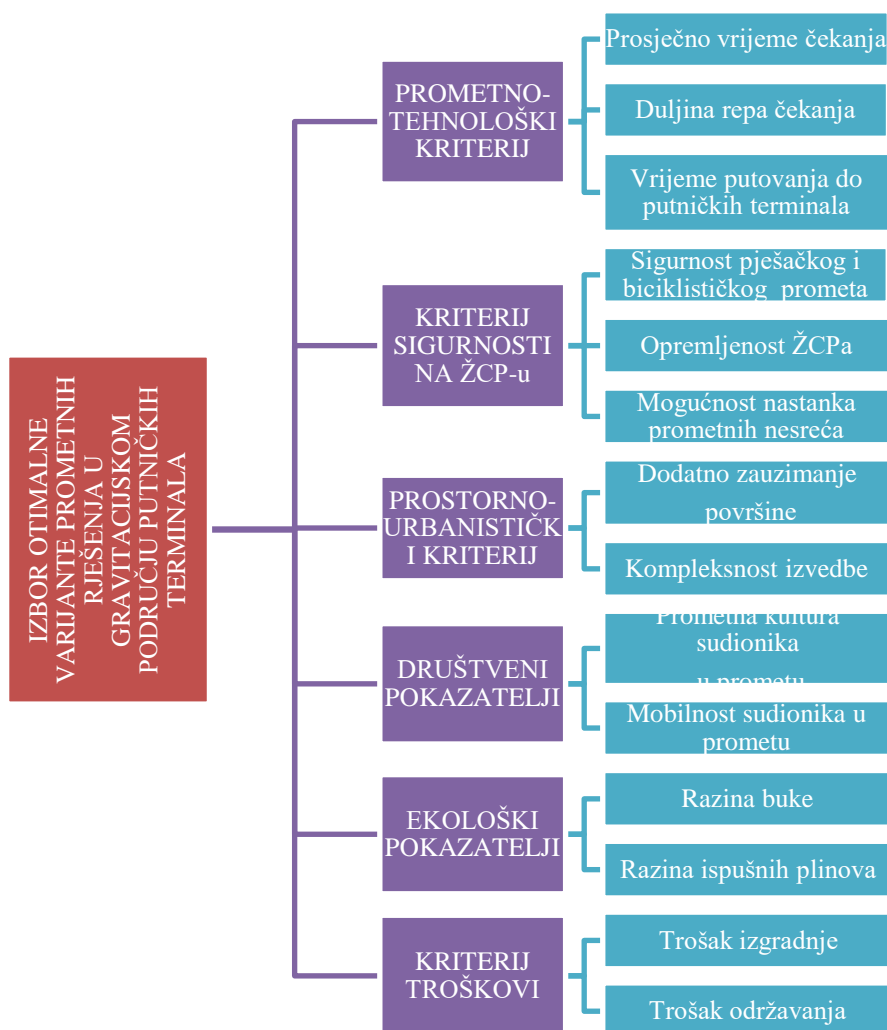 IZBOR OTIMALNE
VARIJANTE PROMETNIH
RJEŠENJA U
GRAVITACIJSKOM
PODRUČJU PUTNIČKIH
TERMINALA
PROMETNO-
TEHNOLOŠKI
KRITERIJ
Prosječno vrijeme čekanja
Duljina repa čekanja
Vrijeme putovanja do
putničkih terminala
KRITERIJ
SIGURNOSTI
NA ŽCP-u
Sigurnost pješačkog i
biciklističkog prometa
Opremljenost ŽCPa
Mogućnost nastanka
prometnih nesreća
PROSTORNO-
URBANISTIČK
I KRITERIJ
Dodatno zauzimanje
površine
Kompleksnost izvedbe
DRUŠTVENI
POKAZATELJI
Prometna kultura
sudionika
u prometu
Mobilnost sudionika u
prometu
EKOLOŠKI
POKAZATELJI
Razina buke
Razina ispušnih plinova
KRITERIJ
TROŠKOVI
Trošak izgradnje
Trošak održavanja